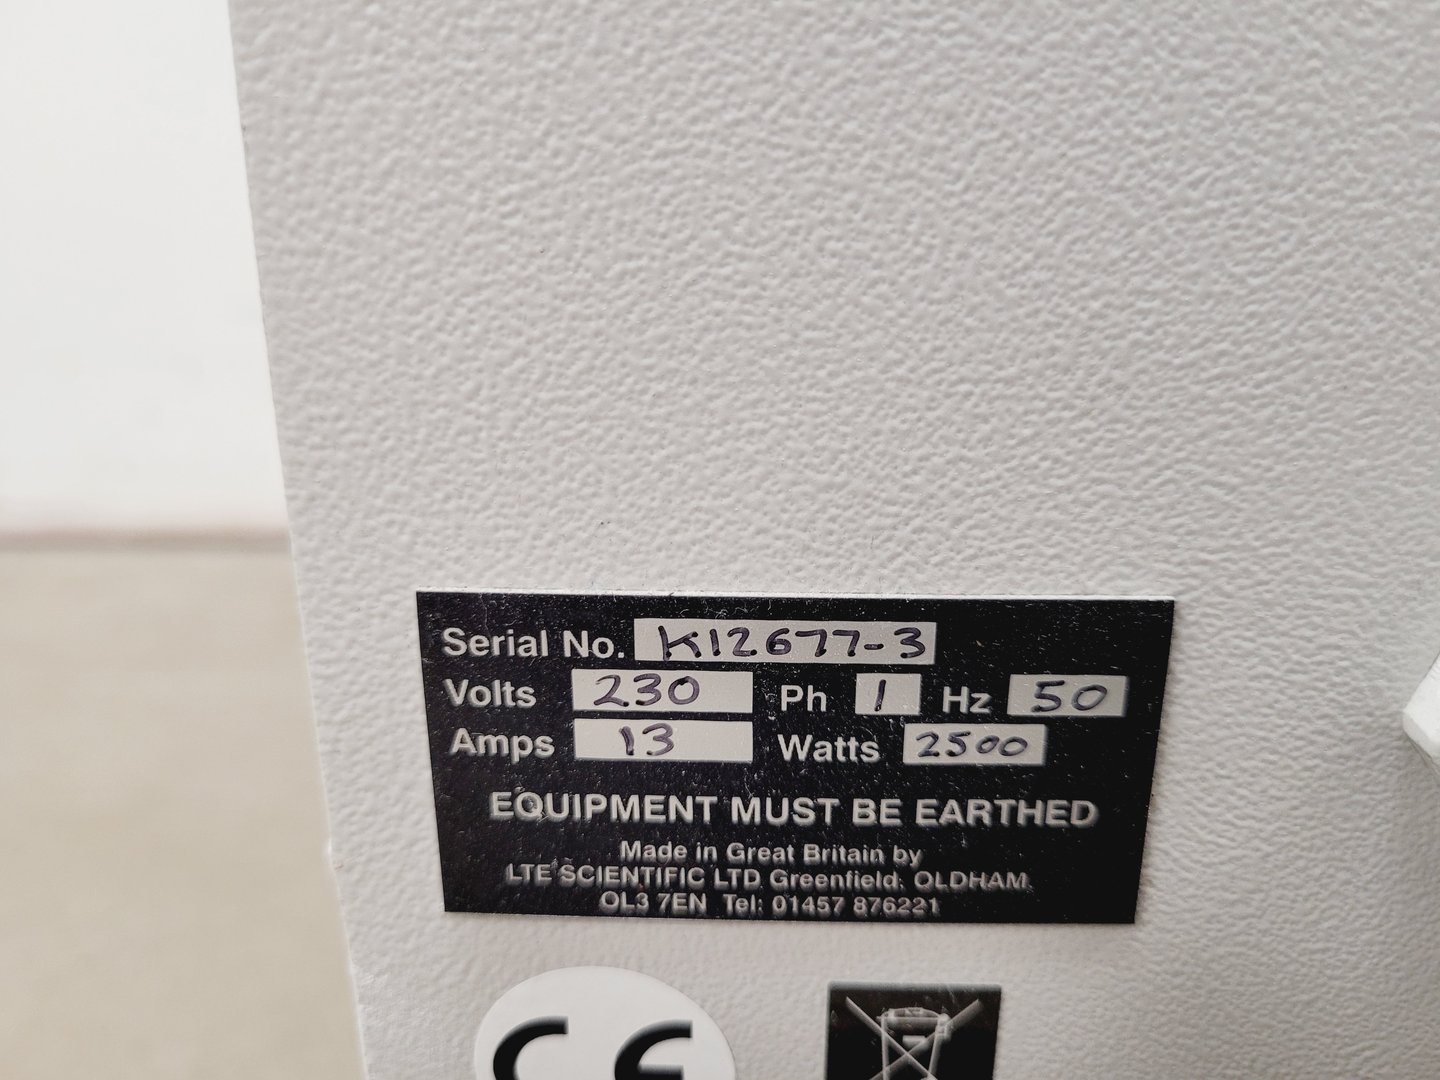 Serial No. K12677-3
Volts 230 Ph 1 Hz 50
Amps 13 Watts 2500
EQUIPMENT MUST BE EARTHED
Made in Great Britain by
LTE SCIENTIFIC LTD Greenfield, OLDHAM,
OL3 7EN Tel: 01457 876221
CE